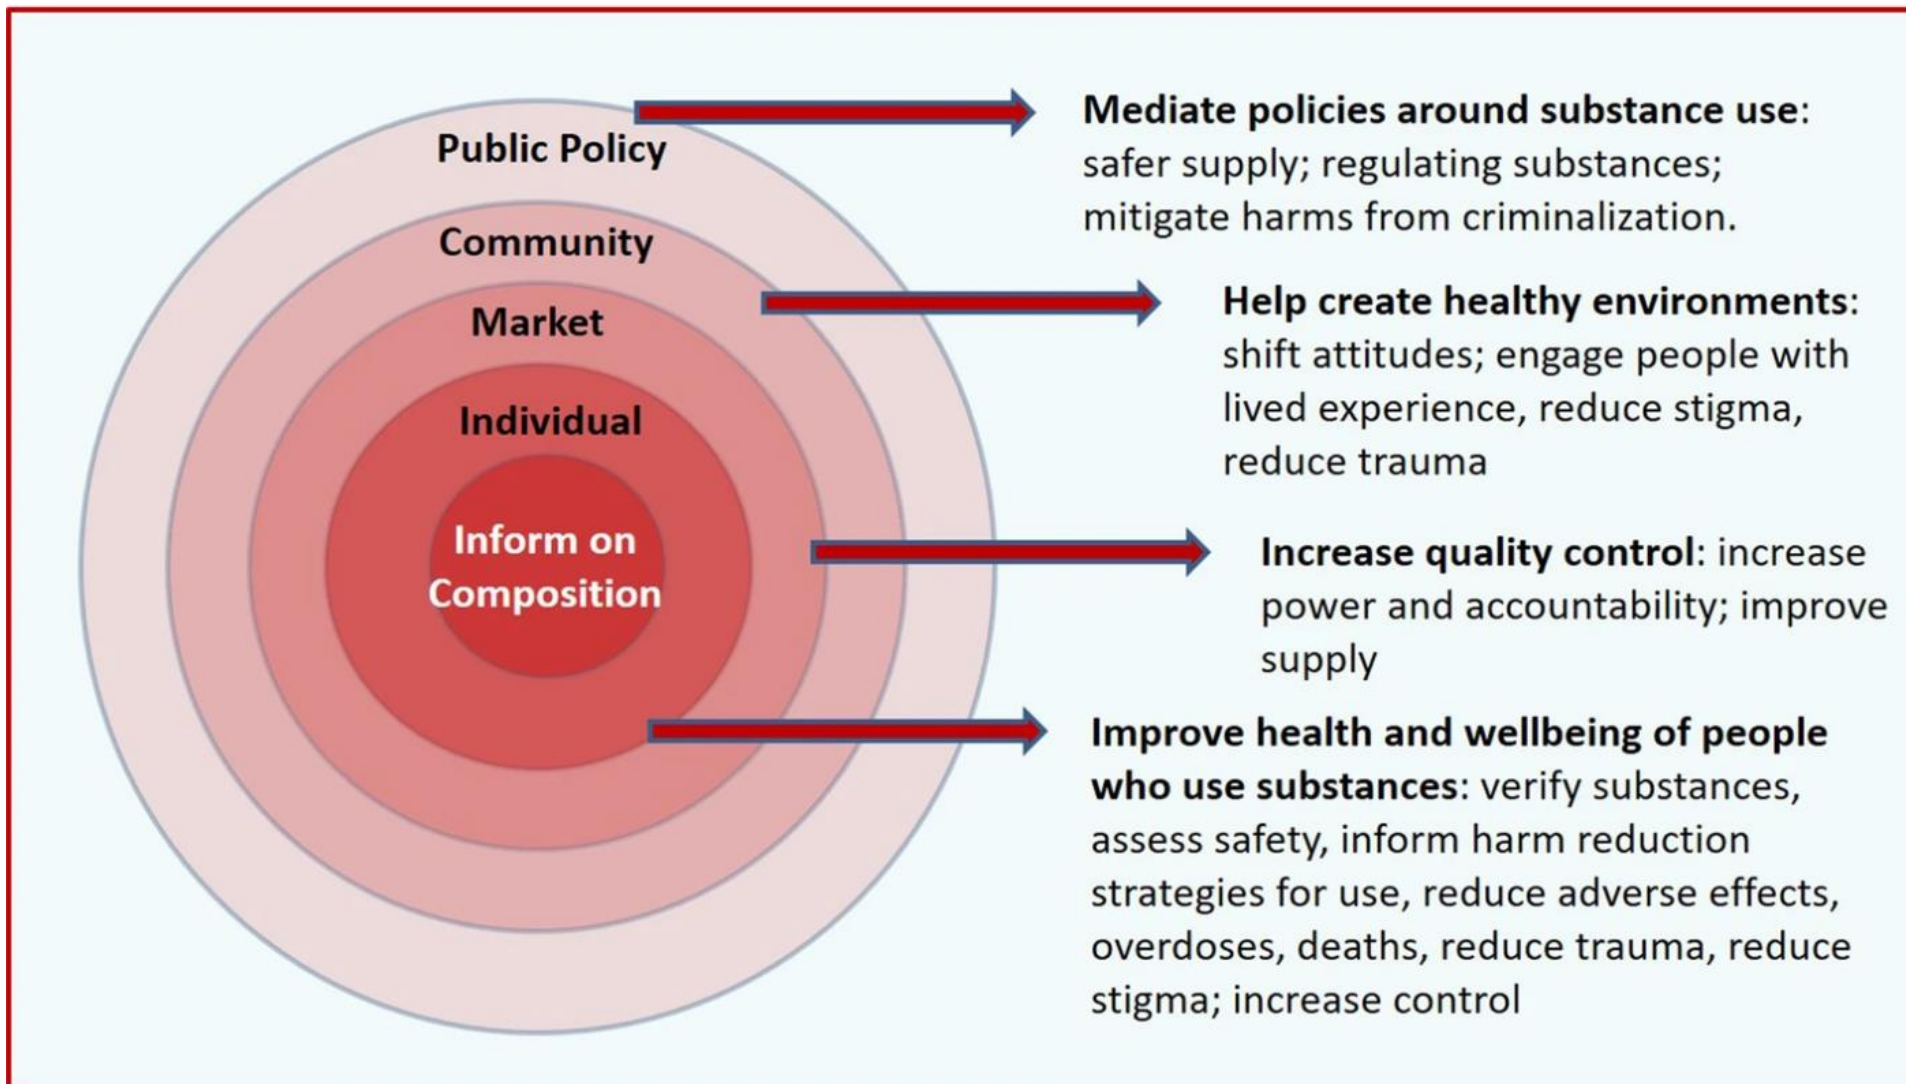 Public Policy
Community
Market
Individual
Inform on
Composition
Mediate policies around substance use:
safer supply; regulating substances;
mitigate harms from criminalization.
Help create healthy environments:
shift attitudes; engage people with
lived experience, reduce stigma,
reduce trauma
Increase quality control: increase
power and accountability; improve
supply
Improve health and wellbeing of people
who use substances: verify substances,
assess safety, inform harm reduction
strategies for use, reduce adverse effects,
overdoses, deaths, reduce trauma, reduce
stigma; increase control